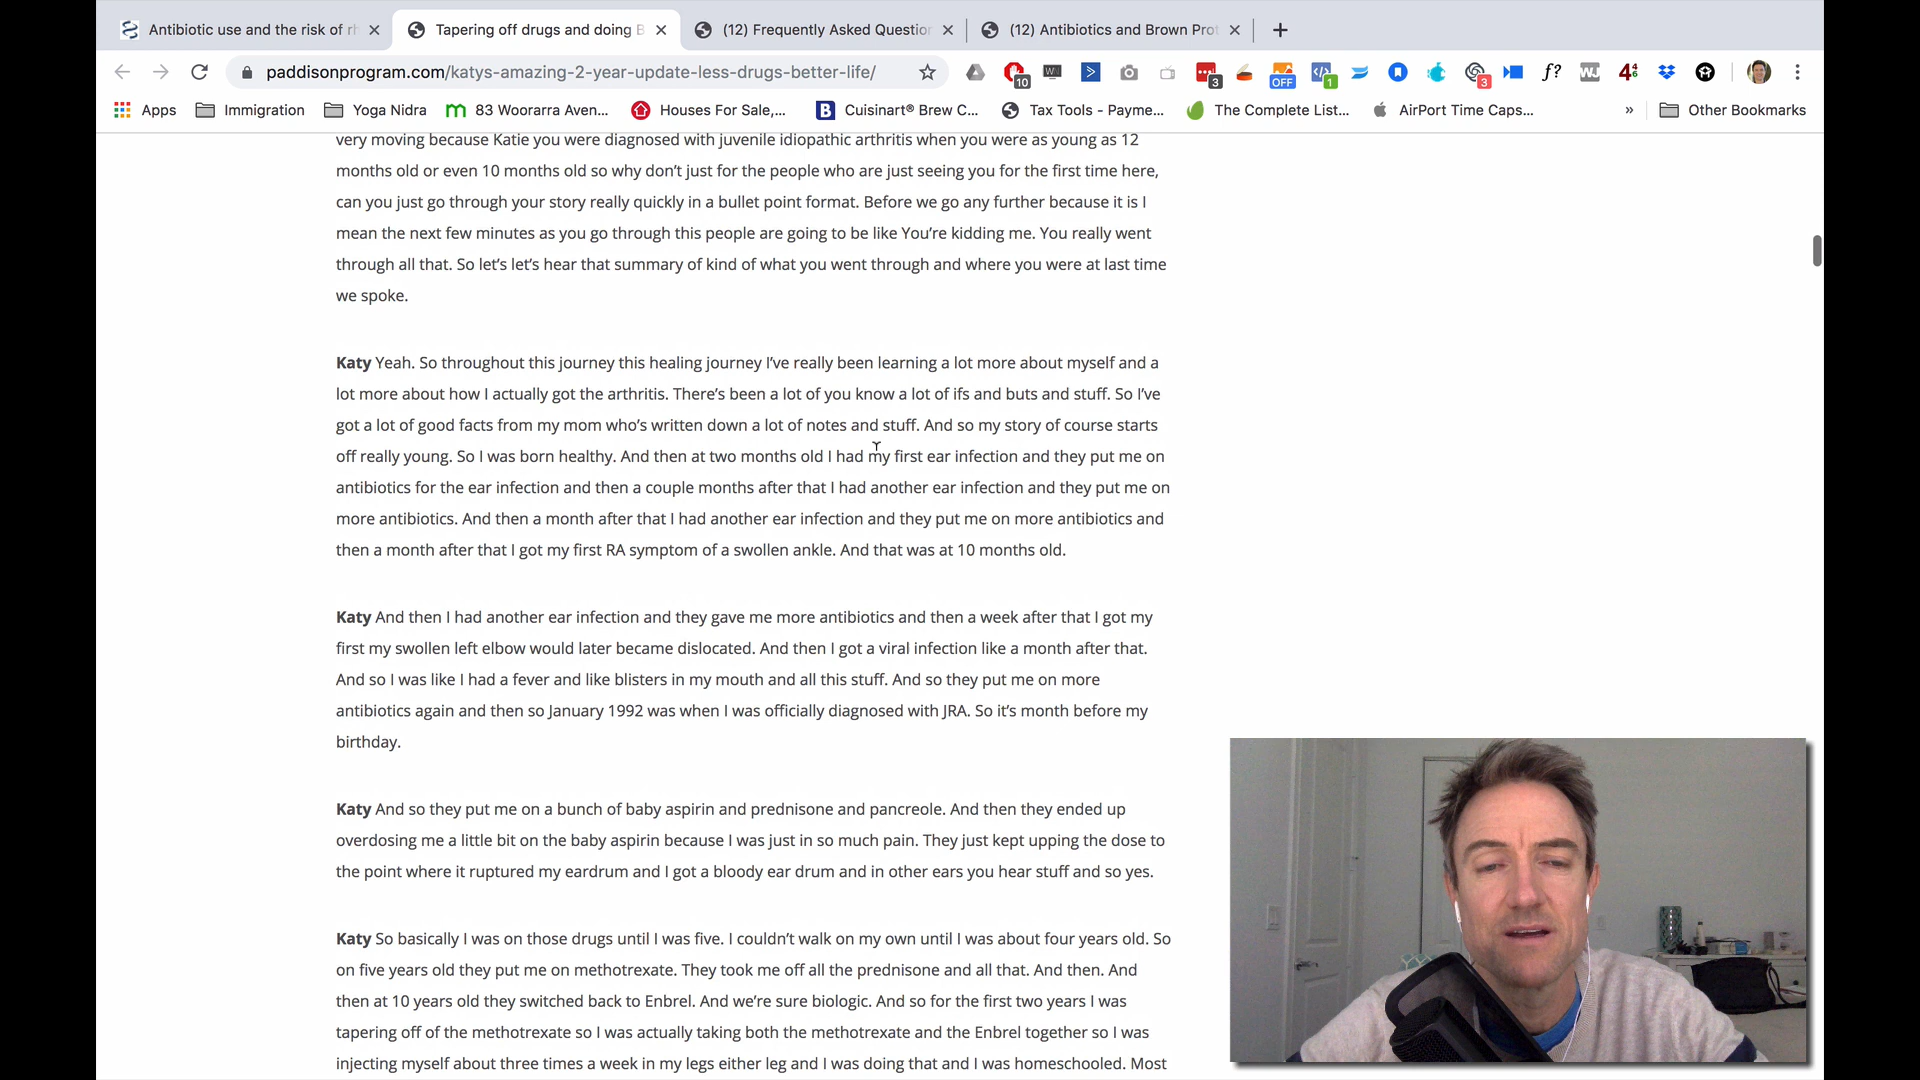 Antibiotic use and the risk of rh
Tapering off drugs and doing B
(12) Frequently Asked Question
(12) Antibiotics and Brown Prot
paddisonprogram.com/katys-amazing-2-year-update-less-drugs-better-life/
10
3
OFF
1
3
f?
Apps
Immigration
Yoga Nidra
83 Woorarra Aven...
Houses For Sale,...
Cuisinart® Brew C...
Tax Tools - Payme...
The Complete List...
AirPort Time Caps...
»
Other Bookmarks
very moving because Katie you were diagnosed with juvenile idiopathic arthritis when you were as young as 12
months old or even 10 months old so why don't just for the people who are just seeing you for the first time here,
can you just go through your story really quickly in a bullet point format. Before we go any further because it is I
mean the next few minutes as you go through this people are going to be like You're kidding me. You really went
through all that. So let's let's hear that summary of kind of what you went through and where you were at last time
we spoke.
Katy Yeah. So throughout this journey this healing journey I've really been learning a lot more about myself and a
lot more about how I actually got the arthritis. There's been a lot of you know a lot of ifs and buts and stuff. So I've
got a lot of good facts from my mom who's written down a lot of notes and stuff. And so my story of course starts
off really young. So I was born healthy. And then at two months old I had my first ear infection and they put me on
antibiotics for the ear infection and then a couple months after that I had another ear infection and they put me on
more antibiotics. And then a month after that I had another ear infection and they put me on more antibiotics and
then a month after that I got my first RA symptom of a swollen ankle. And that was at 10 months old.
Katy And then I had another ear infection and they gave me more antibiotics and then a week after that I got my
first my swollen left elbow would later became dislocated. And then I got a viral infection like a month after that.
And so I was like I had a fever and like blisters in my mouth and all this stuff. And so they put me on more
antibiotics again and then so January 1992 was when I was officially diagnosed with JRA. So it's month before my
birthday.
Katy And so they put me on a bunch of baby aspirin and prednisone and pancreole. And then they ended up
overdosing me a little bit on the baby aspirin because I was just in so much pain. They just kept upping the dose to
the point where it ruptured my eardrum and I got a bloody ear drum and in other ears you hear stuff and so yes.
Katy So basically I was on those drugs until I was five. I couldn't walk on my own until I was about four years old. So
on five years old they put me on methotrexate. They took me off all the prednisone and all that. And then. And
then at 10 years old they switched back to Enbrel. And we're sure biologic. And so for the first two years I was
tapering off of the methotrexate so I was actually taking both the methotrexate and the Enbrel together so I was
injecting myself about three times a week in my legs either leg and I was doing that and I was homeschooled. Most